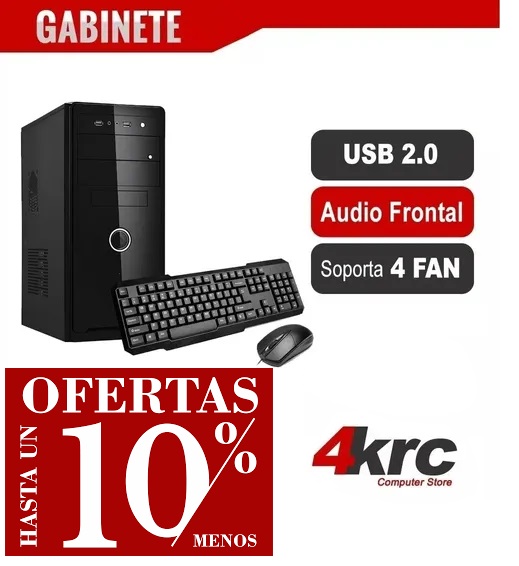 GABINETE
USB 2.0
Audio Frontal
Soporta 4 FAN
OFERTAS
HASTA UN
10%
MENOS
4krc
Computer Store